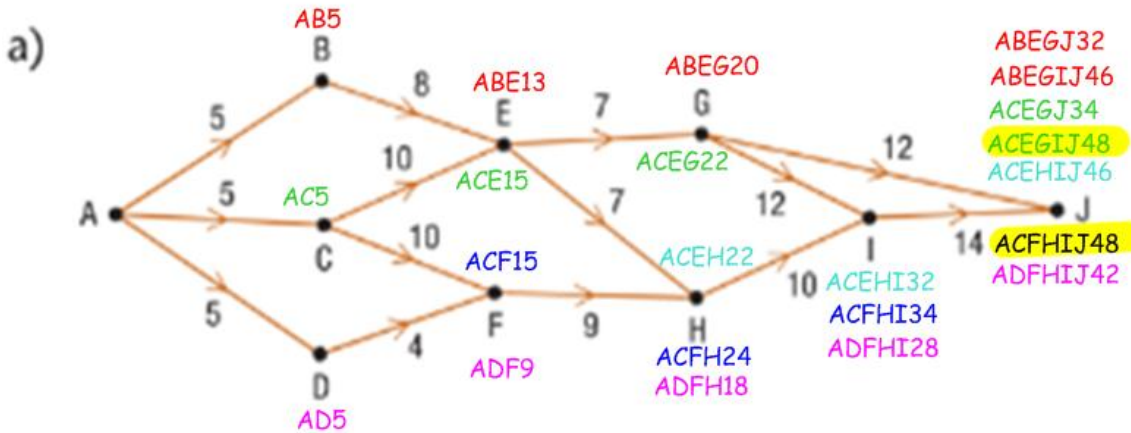 a)
AB5
B
5
8
ABE13
E
7
ABEG20
G
12
ABEGJ32
ABEGIJ46
ACEGJ34
ACEGIJ48
ACEHIJ46
A
5
AC5
C
10
ACE15
ACEG22
7
12
J
10
ACF15
F
9
ACEH22
H
10
I
14
ACFHIJ48
ADFHIJ42
5
D
AD5
4
ADF9
ACFH24
ADFH18
ACEHI32
ACFHI34
ADFHI28